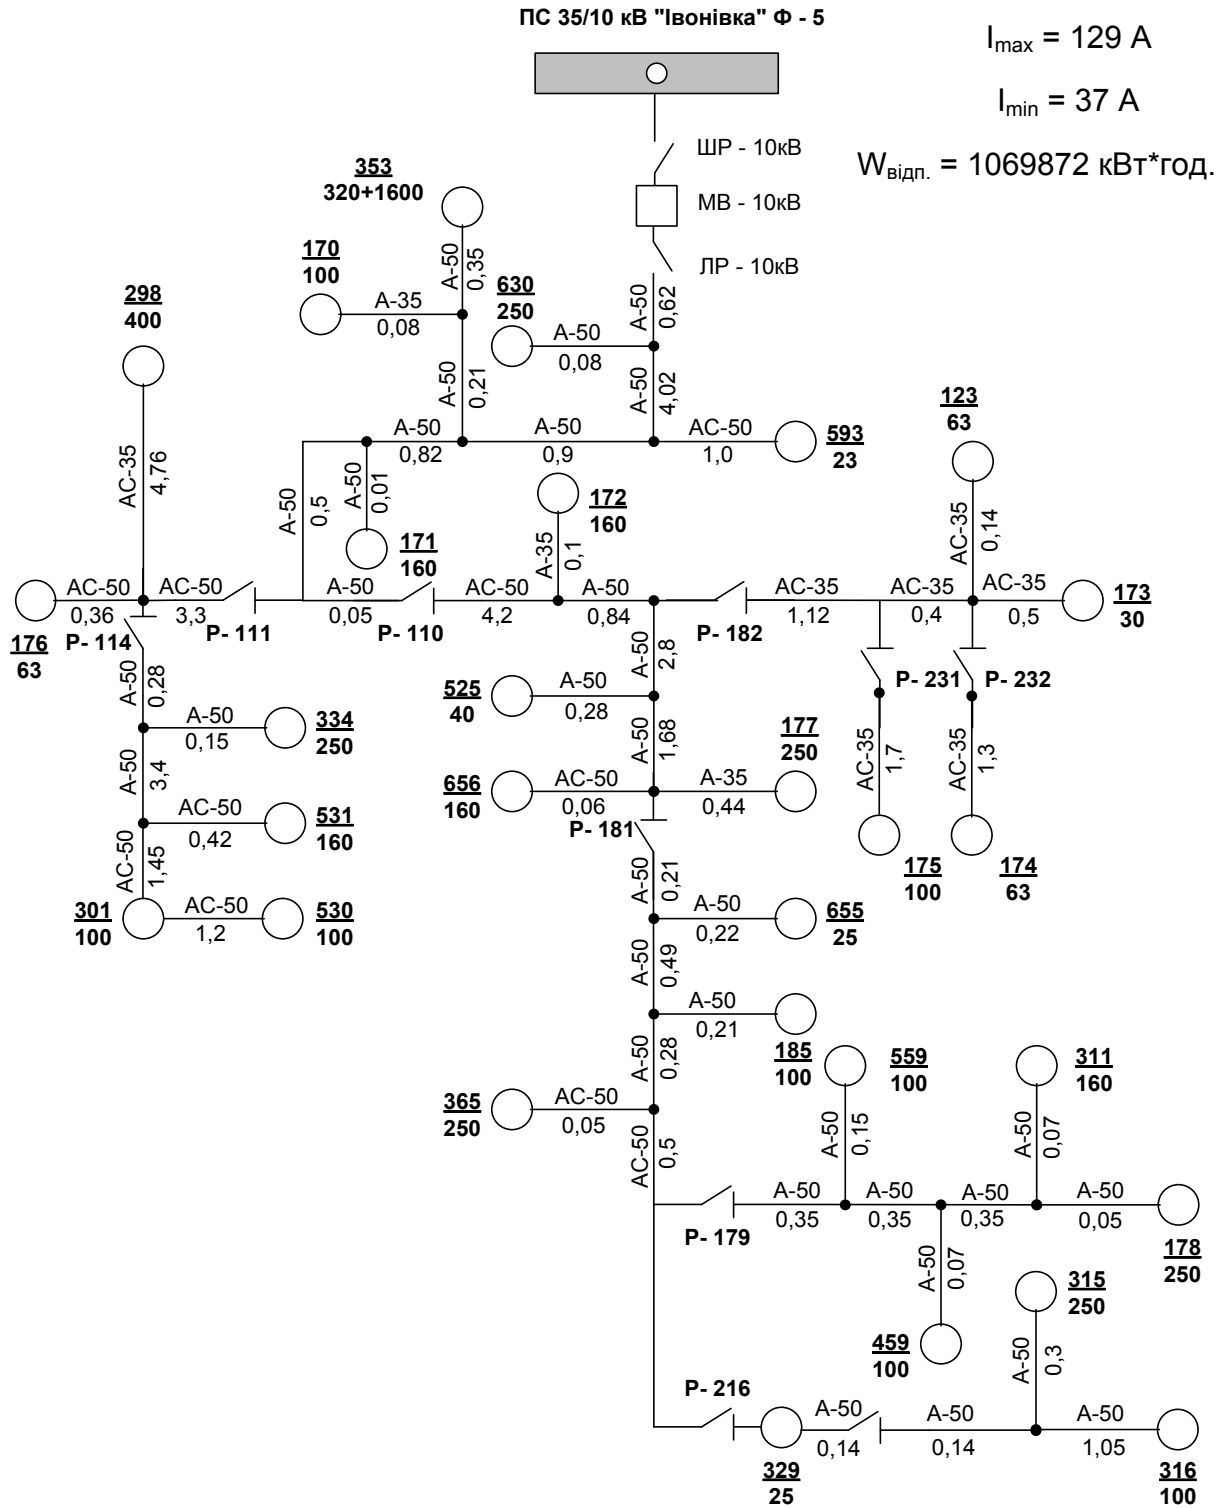 ПС 35/10 кВ "Івонівка" Ф - 5
I max = 129 А
I min = 37 А
W відп. = 1069872 кВт*год.
ШР - 10кВ
МВ - 10кВ
ЛР - 10кВ
353
320+1600
А-50
0,35
170
100
А-35
0,08
630
250
А-50
0,08
А-50
0,62
298
400
А-50
0,21
А-50
4,02
123
63
А-50
0,82
А-50
0,9
АС-50
1,0
593
23
АС-35
4,76
А-50
0,5
А-50
0,01
171
160
172
160
А-35
0,1
АС-35
0,14
АС-50
0,36
АС-50
3,3
А-50
0,05
АС-50
4,2
А-50
0,84
АС-35
1,12
АС-35
0,4
АС-35
0,5
173
30
176
63
Р- 114
Р- 111
Р- 110
Р- 182
А-50
0,28
А-50
2,8
Р- 231
Р- 232
А-50
0,15
334
250
525
40
А-50
0,28
177
250
А-50
3,4
А-50
1,68
АС-35
1,7
АС-35
1,3
АС-50
0,42
531
160
656
160
АС-50
0,06
А-35
0,44
Р- 181
АС-50
1,45
А-50
0,21
175
100
174
63
301
100
АС-50
1,2
530
100
А-50
0,22
655
25
А-50
0,49
А-50
0,21
185
100
559
100
311
160
А-50
0,28
365
250
АС-50
0,05
А-50
0,15
А-50
0,07
АС-50
0,5
А-50
0,35
А-50
0,35
А-50
0,35
А-50
0,05
Р- 179
178
250
А-50
0,07
315
250
459
100
А-50
0,3
Р- 216
А-50
0,14
А-50
0,14
А-50
1,05
329
25
316
100